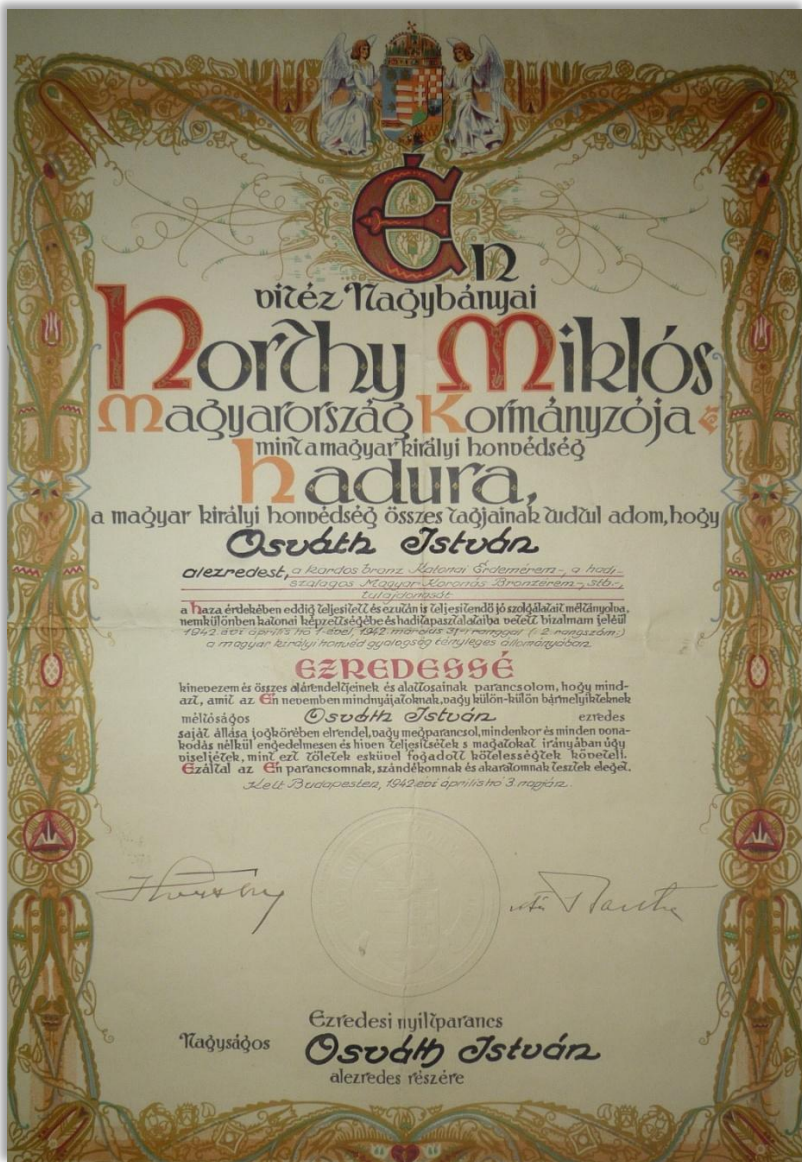 Én
vitéz Nagybányai
Horthy Miklós
Magyarország Kormányzója
mint a magyar királyi honvédség
hadura,
a magyar királyi honvédség összes tagjainak tudtul adom, hogy
Osváth István
alezredest, a kardos bronz Katonai Érdemérem-, a hadi-
szalagos Magyar Koronás Bronzérem-, stb.-,
tulajdonosát
a haza érdekében eddig teljesített és ezután is teljesítendő jó szolgálatait méltányolva,
nemkülönben katonai képzettségébe és haditapasztalataiba vetett bizalmam jeléül
1942. évi április hó 1-ével, 1942. március 31-i ranggal (:2. rangszám:)
a magyar királyi honvéd gyalogság tényleges állományában
EZREDESSÉ
kinevezem és összes alárendeltjeinek és alattosainak parancsolom, hogy mind-
azt, amit az Én nevemben mindnyájatoknak, vagy külön-külön bármelyikteknek
méltóságos Osváth István ezredes
saját állása jogkörében elrendel, vagy megparancsol, mindenkor és minden vona-
kodás nélkül engedelmesen és híven teljesítsétek s magatokat irányában úgy
viseljétek, mint ezt tőletek esküvel fogadott kötelességtek követeli.
Ezáltal az Én parancsomnak, szándékomnak és akaratomnak tesztek eleget.
Kelt Budapesten, 1942. évi április hó 3. napján.
Horthy
vitéz Bartha
Ezredesi nyíltparancs
Nagyságos Osváth István
alezredes részére